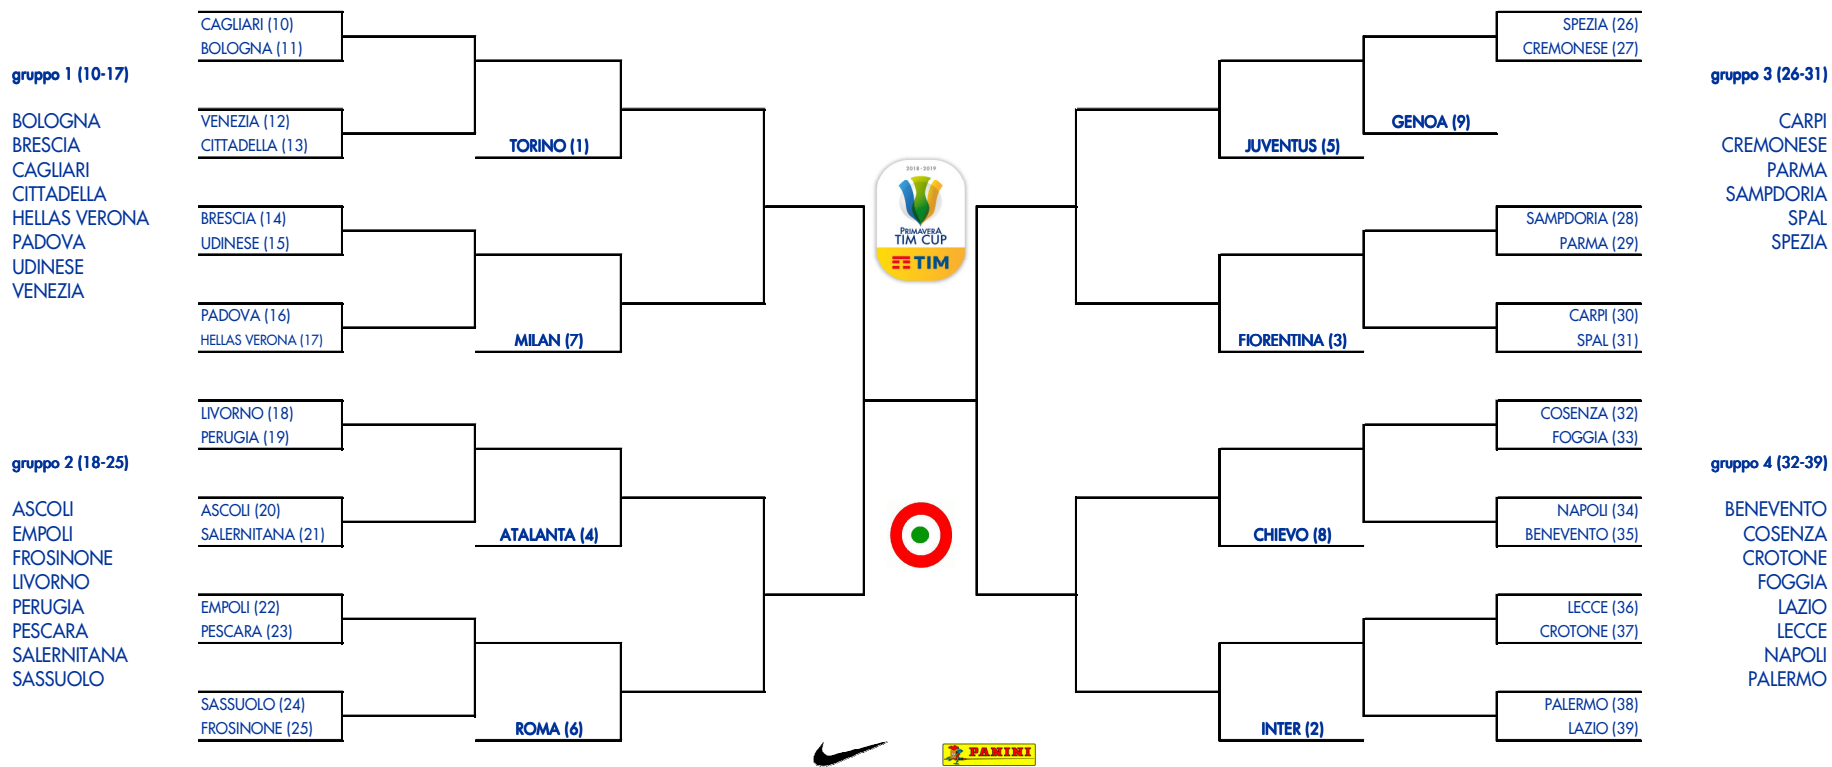 gruppo 1 (10-17)
BOLOGNA
BRESCIA
CAGLIARI
CITTADELLA
HELLAS VERONA
PADOVA
UDINESE
VENEZIA
gruppo 2 (18-25)
ASCOLI
EMPOLI
FROSINONE
LIVORNO
PERUGIA
PESCARA
SALERNITANA
SASSUOLO
CAGLIARI (10)
BOLOGNA (11)
VENEZIA (12)
CITTADELLA (13)
BRESCIA (14)
UDINESE (15)
PADOVA (16)
HELLAS VERONA (17)
LIVORNO (18)
PERUGIA (19)
ASCOLI (20)
SALERNITANA (21)
EMPOLI (22)
PESCARA (23)
SASSUOLO (24)
FROSINONE (25)
TORINO (1)
MILAN (7)
ATALANTA (4)
ROMA (6)
2018-2019
PRIMAVERA
TIM CUP
TIM
PANINI
JUVENTUS (5)
FIORENTINA (3)
CHIEVO (8)
INTER (2)
GENOA (9)
SPEZIA (26)
CREMONESE (27)
SAMPDORIA (28)
PARMA (29)
CARPI (30)
SPAL (31)
COSENZA (32)
FOGGIA (33)
NAPOLI (34)
BENEVENTO (35)
LECCE (36)
CROTONE (37)
PALERMO (38)
LAZIO (39)
gruppo 3 (26-31)
CARPI
CREMONESE
PARMA
SAMPDORIA
SPAL
SPEZIA
gruppo 4 (32-39)
BENEVENTO
COSENZA
CROTONE
FOGGIA
LAZIO
LECCE
NAPOLI
PALERMO